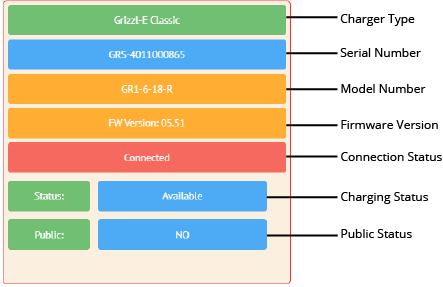 Grizzl-E Classic Charger Type
GRS-4011000865 Serial Number
GR1-6-18-R Model Number
FW Version: 05.51 Firmware Version
Connected Connection Status
Status: Available Charging Status
Public: NO Public Status